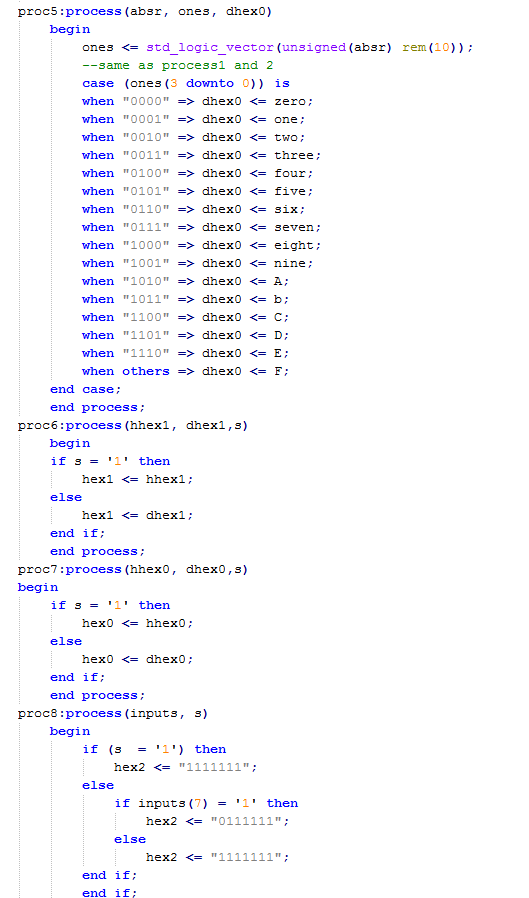 proc5:process(absr, ones, dhex0)
begin
ones <= std_logic_vector(unsigned(absr) rem(10));
--same as process1 and 2
case (ones(3 downto 0)) is
when "0000" => dhex0 <= zero;
when "0001" => dhex0 <= one;
when "0010" => dhex0 <= two;
when "0011" => dhex0 <= three;
when "0100" => dhex0 <= four;
when "0101" => dhex0 <= five;
when "0110" => dhex0 <= six;
when "0111" => dhex0 <= seven;
when "1000" => dhex0 <= eight;
when "1001" => dhex0 <= nine;
when "1010" => dhex0 <= A;
when "1011" => dhex0 <= b;
when "1100" => dhex0 <= C;
when "1101" => dhex0 <= D;
when "1110" => dhex0 <= E;
when others => dhex0 <= F;
end case;
end process;
proc6:process(hhex1, dhex1,s)
begin
if s = '1' then
hex1 <= hhex1;
else
hex1 <= dhex1;
end if;
end process;
proc7:process(hhex0, dhex0,s)
begin
if s = '1' then
hex0 <= hhex0;
else
hex0 <= dhex0;
end if;
end process;
proc8:process(inputs, s)
begin
if (s  = '1') then
hex2 <= "1111111";
else
if inputs(7) = '1' then
hex2 <= "0111111";
else
hex2 <= "1111111";
end if;
end if;